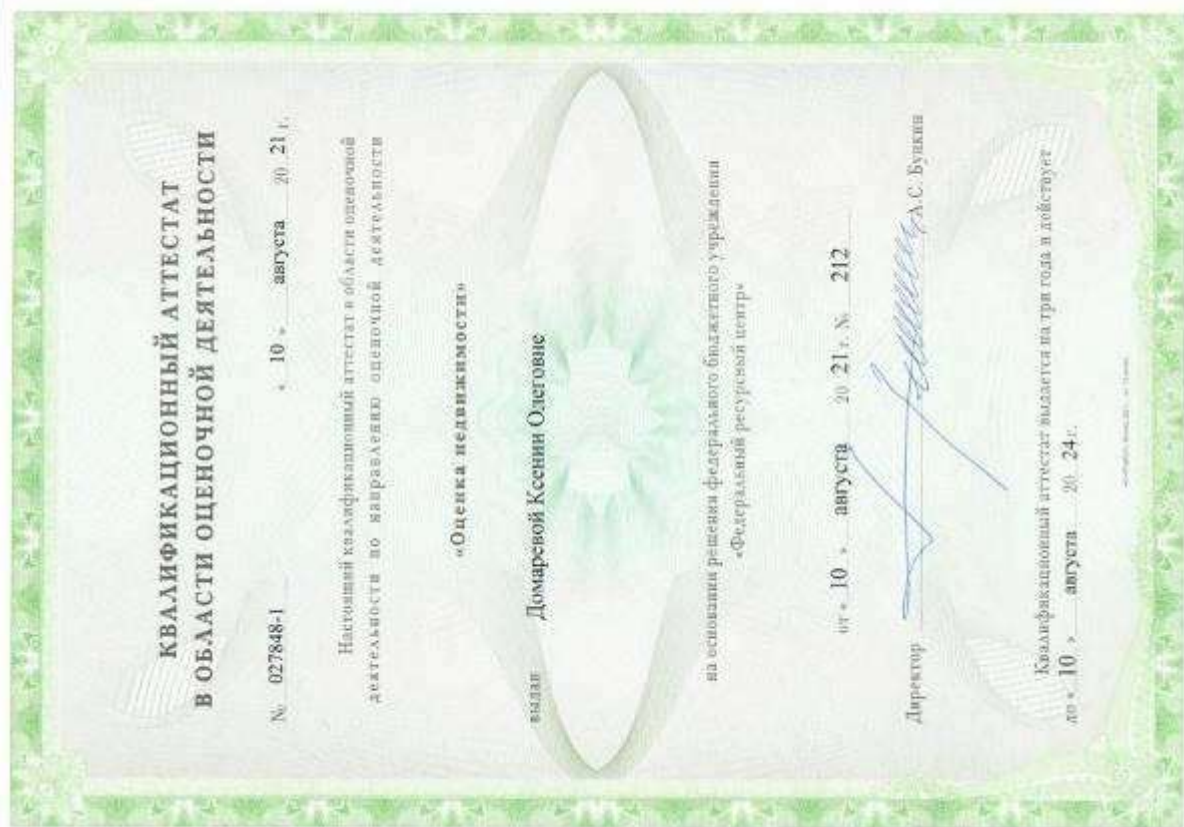 КВАЛИФИКАЦИОННЫЙ АТТЕСТАТ
В ОБЛАСТИ ОЦЕНОЧНОЙ ДЕЯТЕЛЬНОСТИ
№ 027848-1 « 10 » августа 20 21 г.
Настоящий квалификационный аттестат в области оценочной
деятельности по направлению оценочной деятельности
«Оценка недвижимости»
выдан Домаревой Ксении Олеговне
на основании решения федерального бюджетного учреждения
«Федеральный ресурсный центр»
от « 10 » августа 20 21 г. № 212
Директор А.С. Бункин
Квалификационный аттестат выдается на три года и действует
до « 10 » августа 20 24 г.